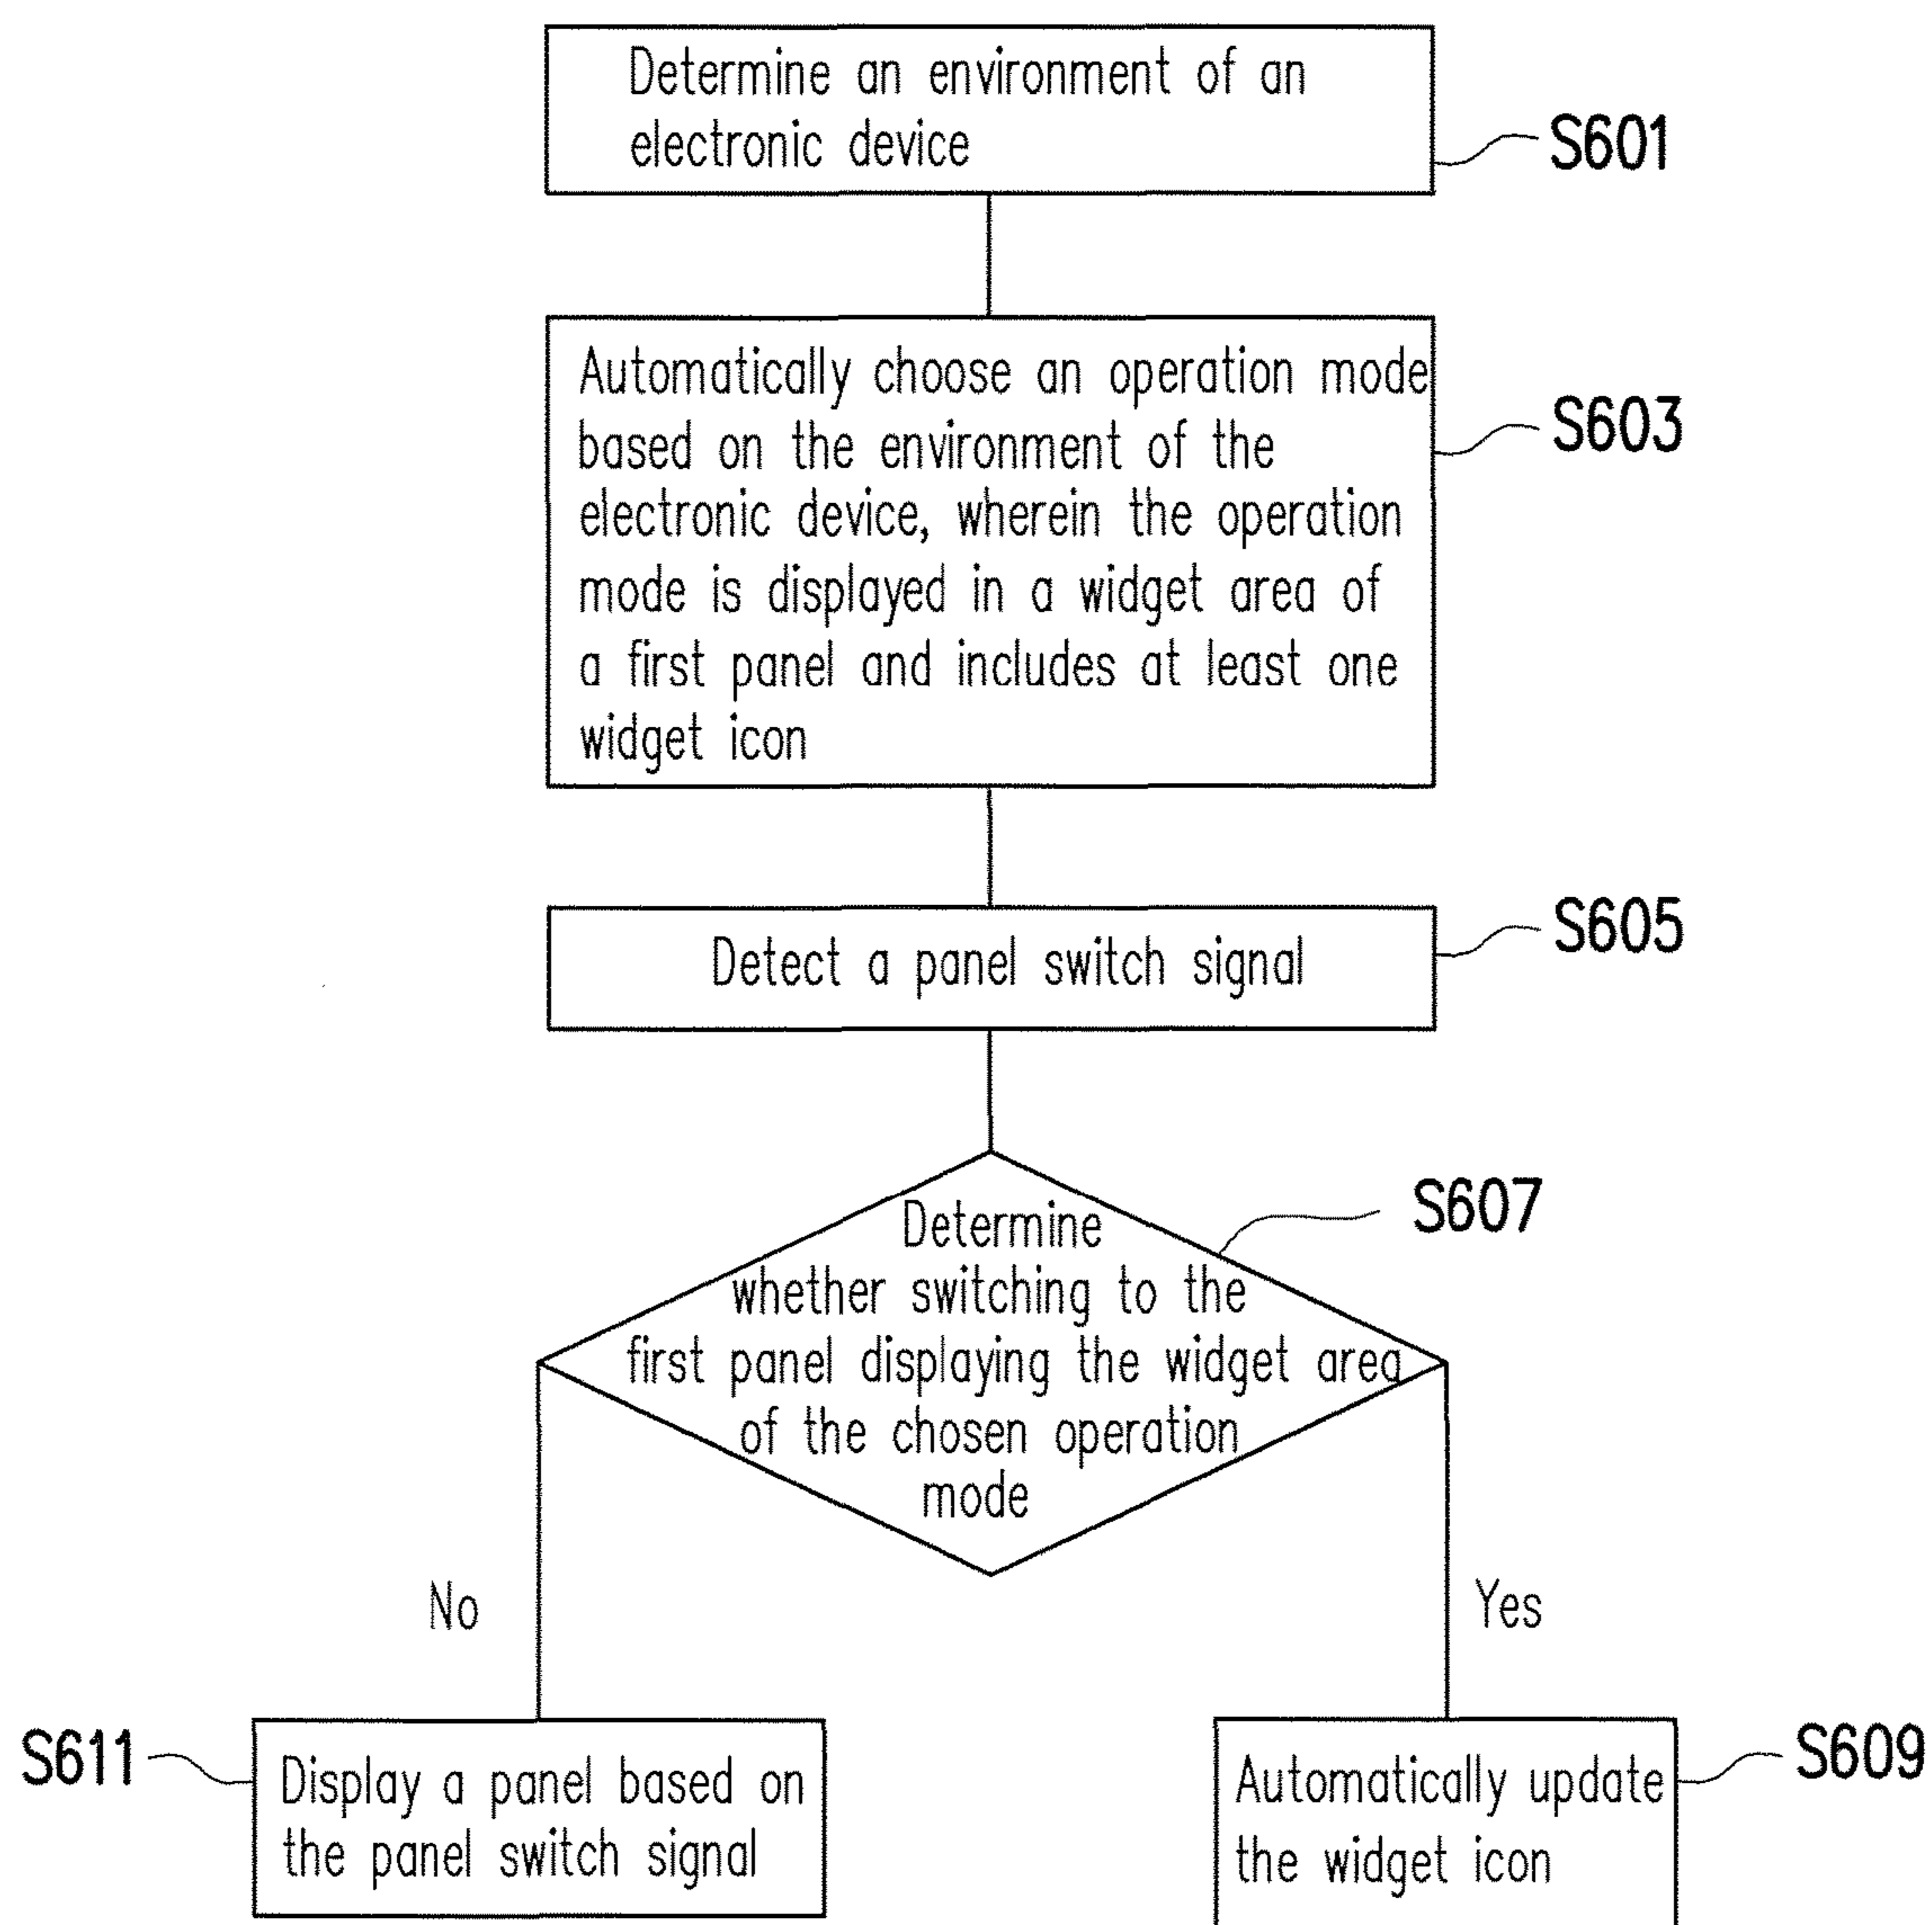 Determine an environment of an
electronic device
S601
Automatically choose an operation mode
based on the environment of the
electronic device, wherein the operation
mode is displayed in a widget area of
a first panel and includes at least one
widget icon
S603
Detect a panel switch signal
S605
Determine
whether switching to the
first panel displaying the widget area
of the chosen operation
mode
S607
No
Yes
S611
Display a panel based on
the panel switch signal
Automatically update
the widget icon
S609